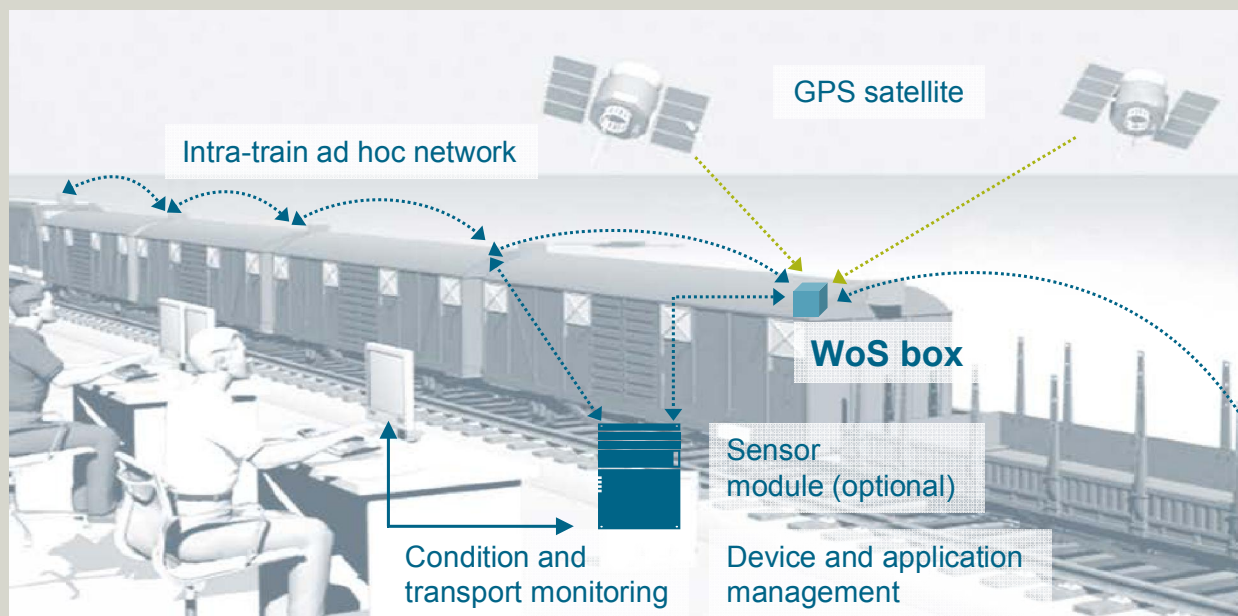 GPS satellite
Intra-train ad hoc network
WoS box
Sensor
module (optional)
Condition and
transport monitoring
Device and application
management